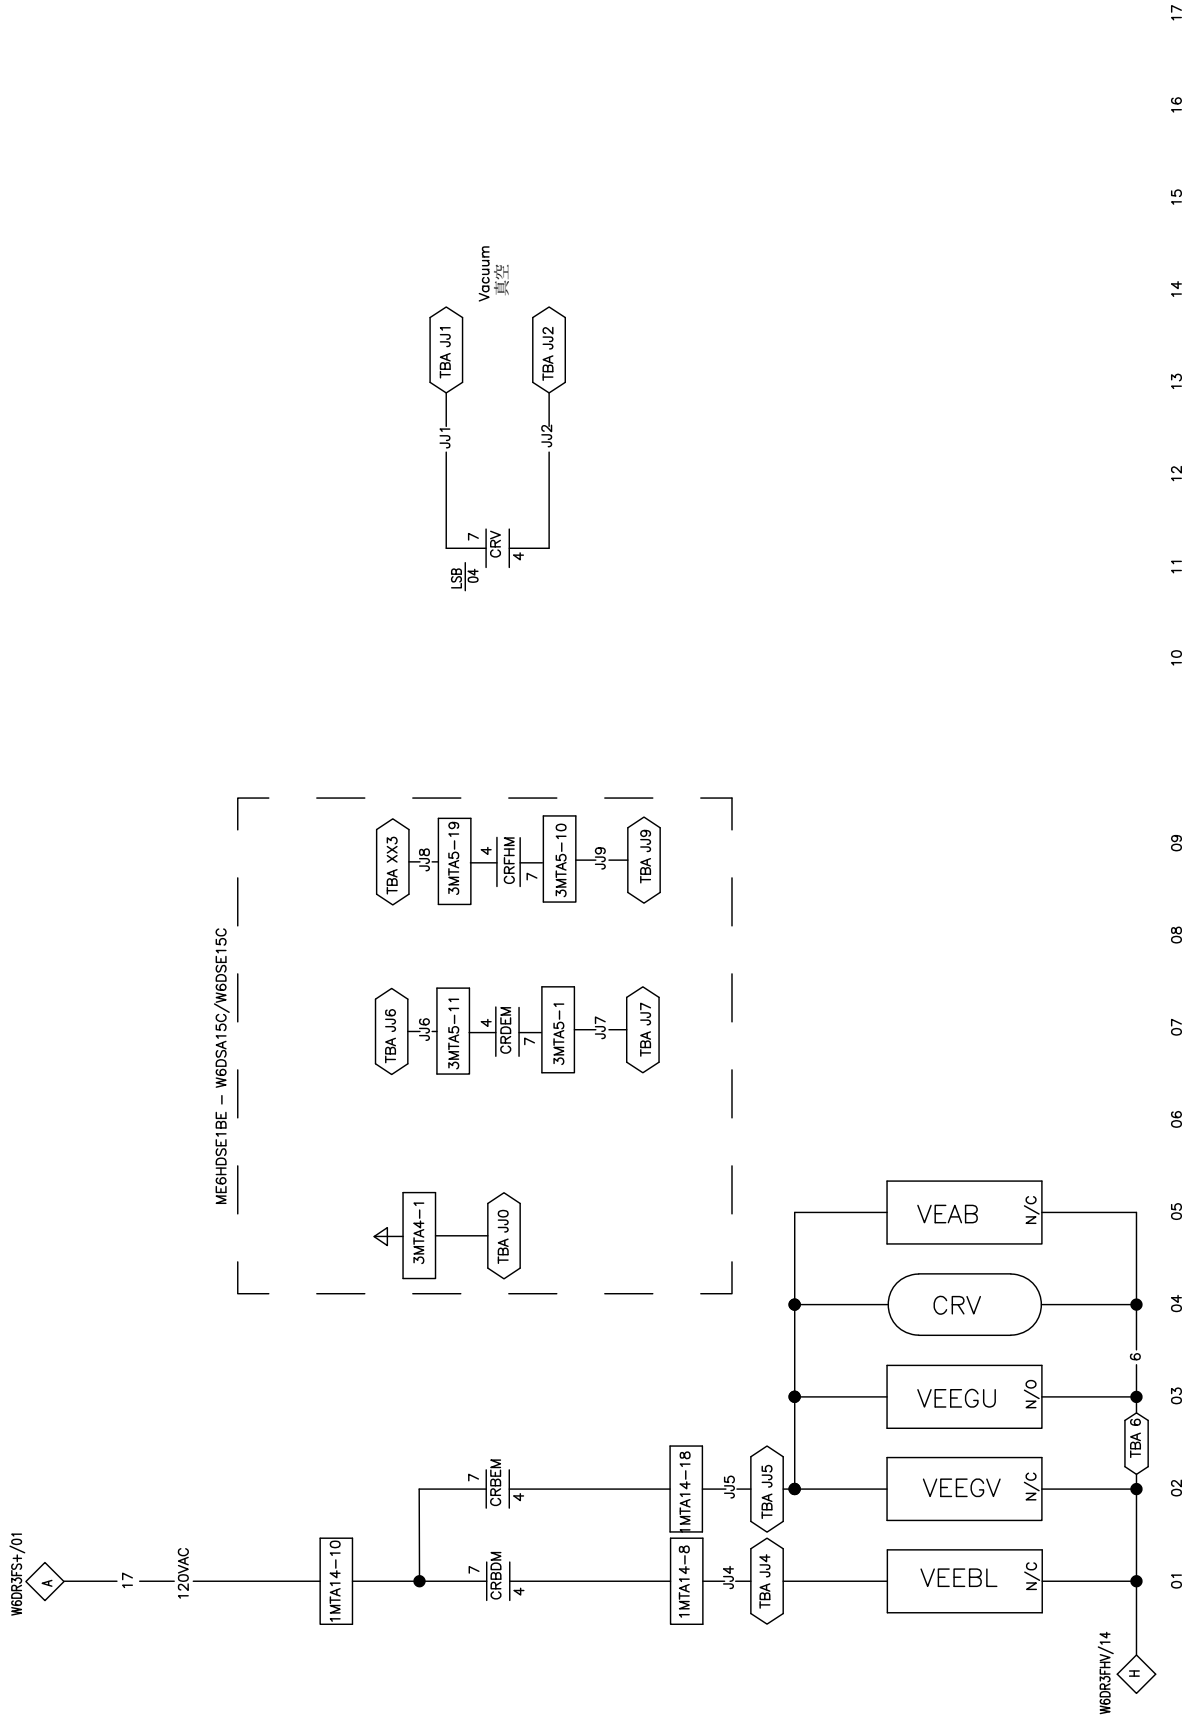 W6DR3FS+/01
A
17
120VAC
1MTA14-10
7
CRBDM
4
1MTA14-8
JJ4
TBA JJ4
VEEBL
N/C
01
W6DR3FHV/14
H
7
CRBEM
4
1MTA14-18
JJ5
TBA JJ5
VEEGV
N/C
02
TBA 6
VEEGU
N/O
03
6
CRV
04
VEAB
N/C
05
ME6HDSE1BE - W6DSA15C/W6DSE15C
3MTA4-1
TBA JJ0
06
TBA JJ6
JJ6
3MTA5-11
4
CRDEM
7
3MTA5-1
JJ7
TBA JJ7
07
08
TBA XX3
JJ8
3MTA5-19
4
CRFHM
7
3MTA5-10
JJ9
TBA JJ9
09
10
LSB
04
7
CRV
4
11
12
JJ1
JJ2
TBA JJ1
TBA JJ2
13
Vacuum
真空
14
15
16
17